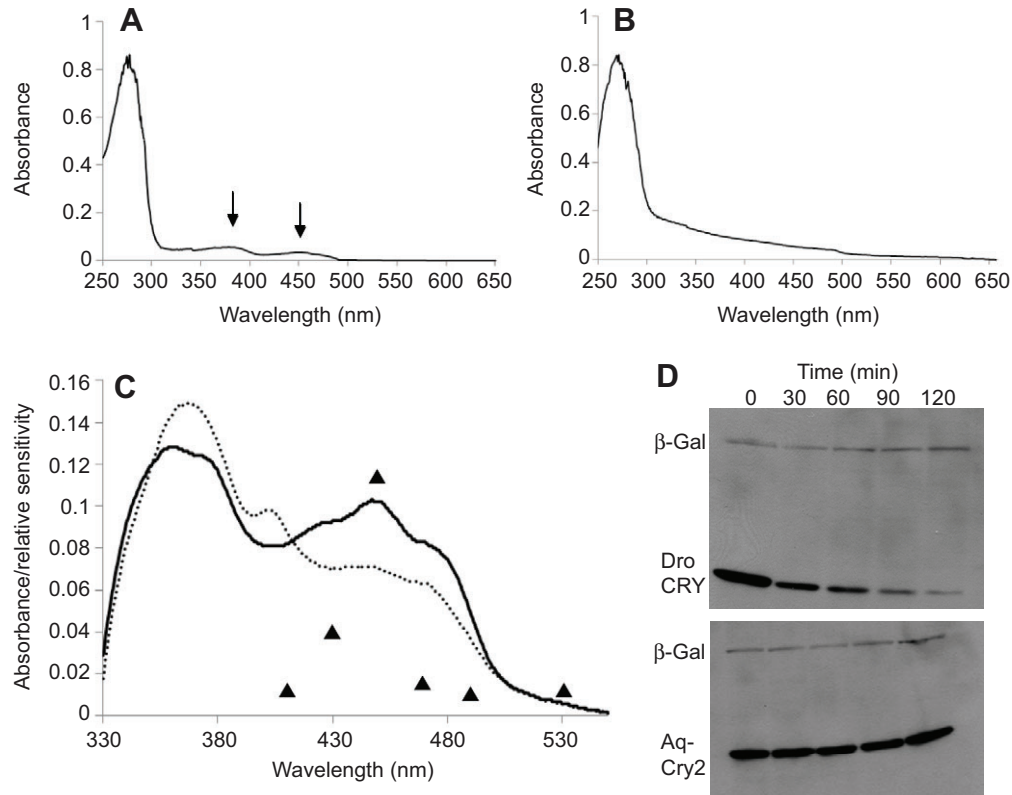 A
Absorbance
1
0.8
0.6
0.4
0.2
0
250 300 350 400 450 500 550 600 650
Wavelength (nm)
B
Absorbance
1
0.8
0.6
0.4
0.2
0
250 300 350 400 450 500 550 600 650
Wavelength (nm)
C
Absorbance/relative sensitivity
0.16
0.14
0.12
0.1
0.08
0.06
0.04
0.02
0
330 380 430 480 530
Wavelength (nm)
D
Time (min)
0 30 60 90 120
β-Gal
Dro
CRY
β-Gal
Aq-
Cry2